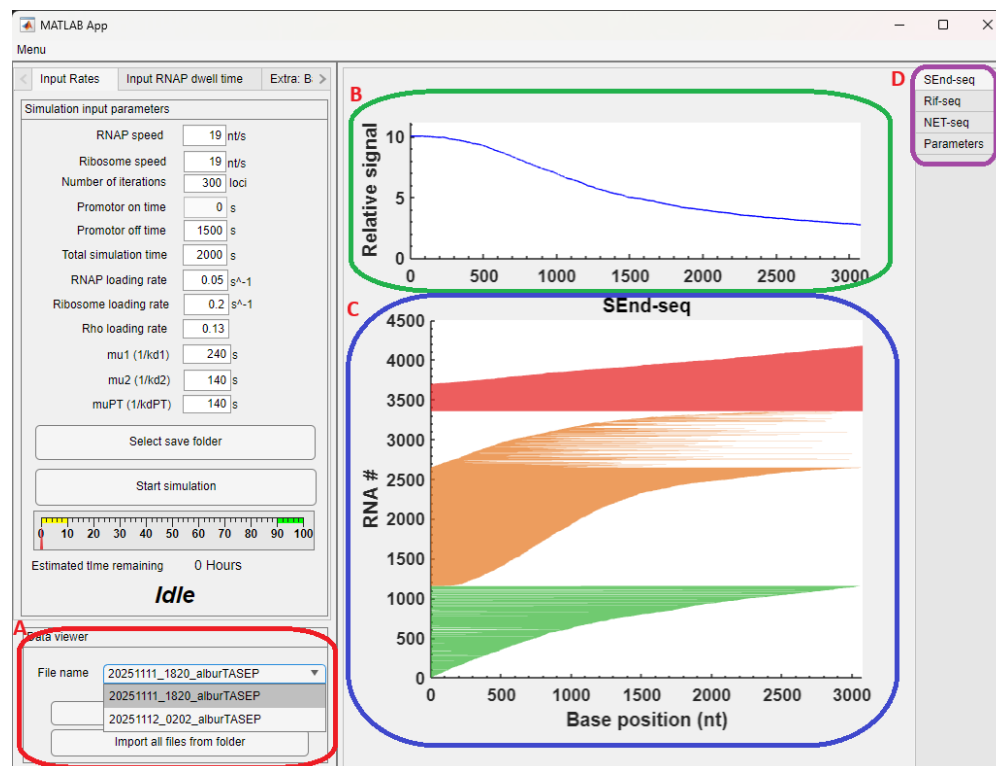 MATLAB App
Menu
Input Rates Input RNAP dwell time Extra: B
Simulation input parameters
RNAP speed 19 nt/s
Ribosome speed 19 nt/s
Number of iterations 300 loci
Promotor on time 0 s
Promotor off time 1500 s
Total simulation time 2000 s
RNAP loading rate 0.05 s^-1
Ribosome loading rate 0.2 s^-1
Rho loading rate 0.13
mu1 (1/kd1) 240 s
mu2 (1/kd2) 140 s
muPT (1/kdPT) 140 s
Select save folder
Start simulation
0 10 20 30 40 50 60 70 80 90 100
Estimated time remaining 0 Hours
Idle
A
Data viewer
File name 20251111_1820_alburTASEP
20251111_1820_alburTASEP
20251112_0202_alburTASEP
Import all files from folder
B
Relative signal
10
5
0
0 500 1000 1500 2000 2500 3000
C
SEnd-seq
RNA #
4500
4000
3500
3000
2500
2000
1500
1000
500
0
0 500 1000 1500 2000 2500 3000
Base position (nt)
D
SEnd-seq
Rif-seq
NET-seq
Parameters